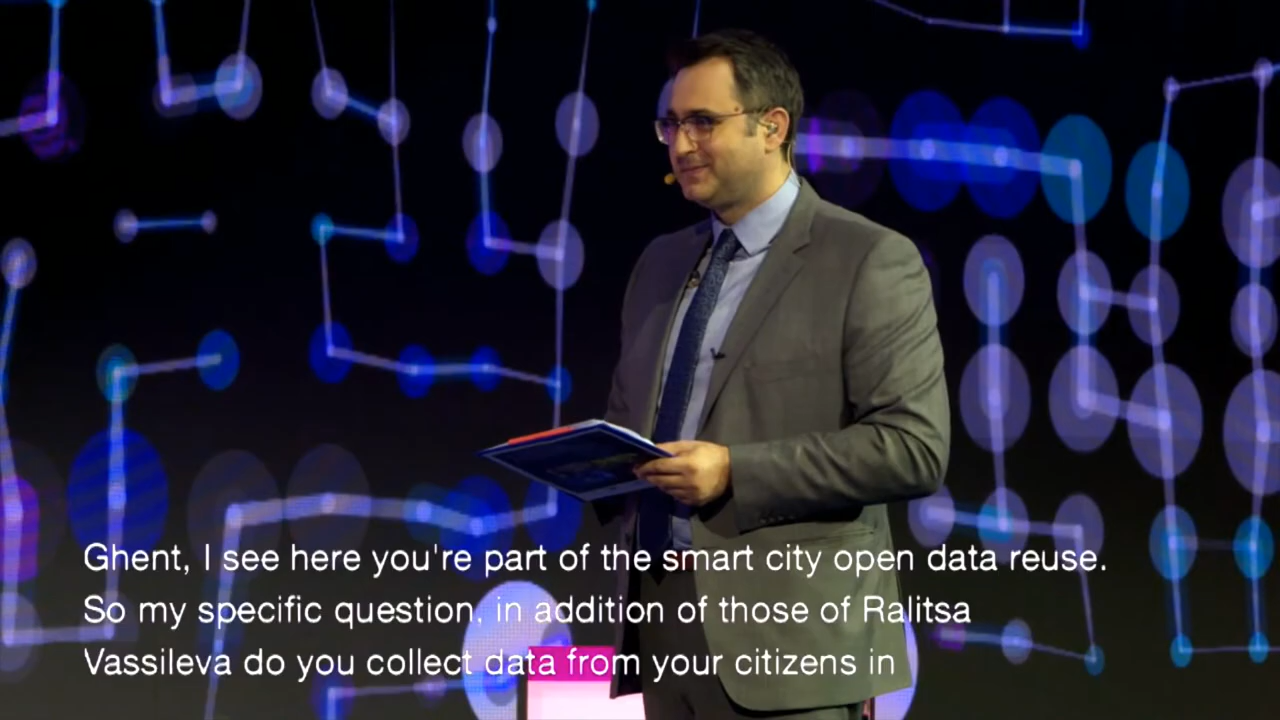 Ghent, I see here you're part of the smart city open data reuse.
So my specific question, in addition of those of Ralitsa
Vassileva do you collect data from your citizens in